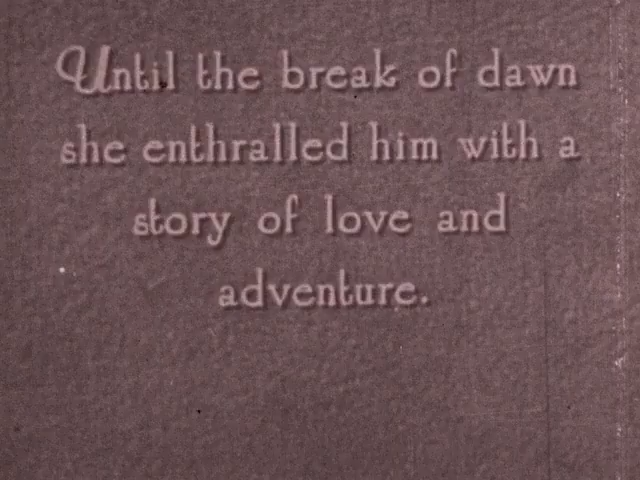 Until the break of dawn
she enthralled him with a
story of love and
adventure.